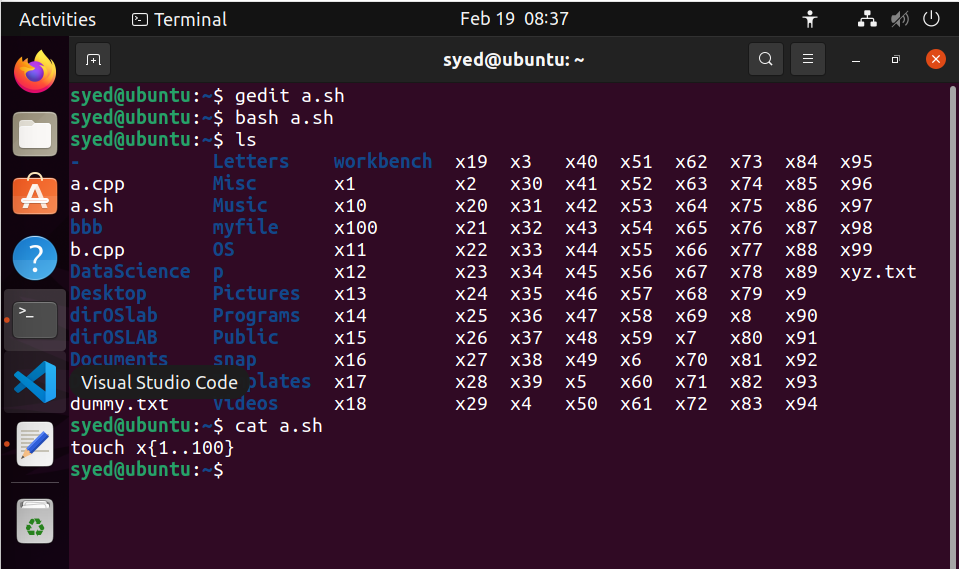 Activities Terminal Feb 19 08:37
syed@ubuntu: ~
syed@ubuntu:~$ gedit a.sh
syed@ubuntu:~$ bash a.sh
syed@ubuntu:~$ ls
- Letters workbench x19 x3 x40 x51 x62 x73 x84 x95
a.cpp Misc x1 x2 x30 x41 x52 x63 x74 x85 x96
a.sh Music x10 x20 x31 x42 x53 x64 x75 x86 x97
bbb myfile x100 x21 x32 x43 x54 x65 x76 x87 x98
b.cpp OS x11 x22 x33 x44 x55 x66 x77 x88 x99
DataScience p x12 x23 x34 x45 x56 x67 x78 x89 xyz.txt
Desktop Pictures x13 x24 x35 x46 x57 x68 x79 x9
dirOSlab Programs x14 x25 x36 x47 x58 x69 x8 x90
dirOSLAB Public x15 x26 x37 x48 x59 x7 x80 x91
Documents snap x16 x27 x38 x49 x6 x70 x81 x92
Visual Studio Code plates x17 x28 x39 x5 x60 x71 x82 x93
dummy.txt Videos x18 x29 x4 x50 x61 x72 x83 x94
syed@ubuntu:~$ cat a.sh
touch x{1..100}
syed@ubuntu:~$